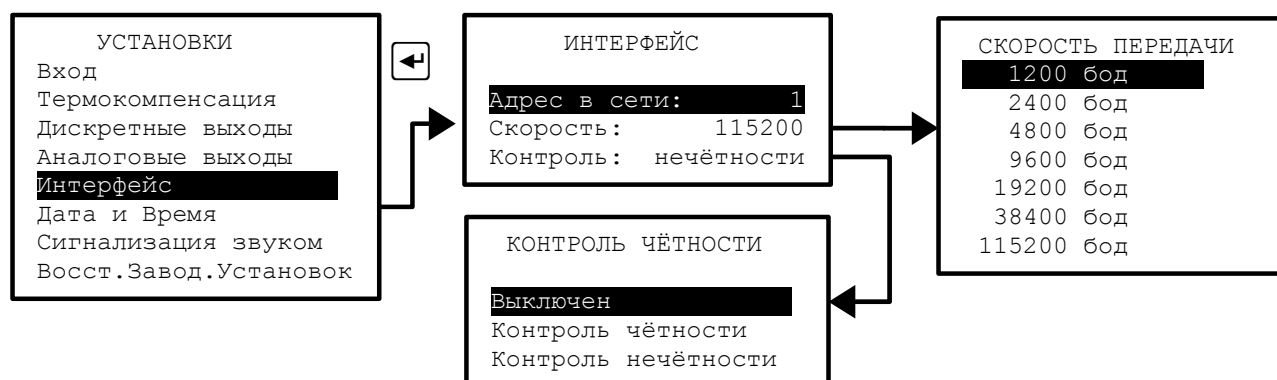 УСТАНОВКИ
Вход
Термокомпенсация
Дискретные выходы
Аналоговые выходы
Интерфейс
Дата и Время
Сигнализация звуком
Восст.Завод.Установок
ИНТЕРФЕЙС
Адрес в сети: 1
Скорость: 115200
Контроль: нечётности
КОНТРОЛЬ ЧЁТНОСТИ
Выключен
Контроль чётности
Контроль нечётности
СКОРОСТЬ ПЕРЕДАЧИ
1200 бод
2400 бод
4800 бод
9600 бод
19200 бод
38400 бод
115200 бод